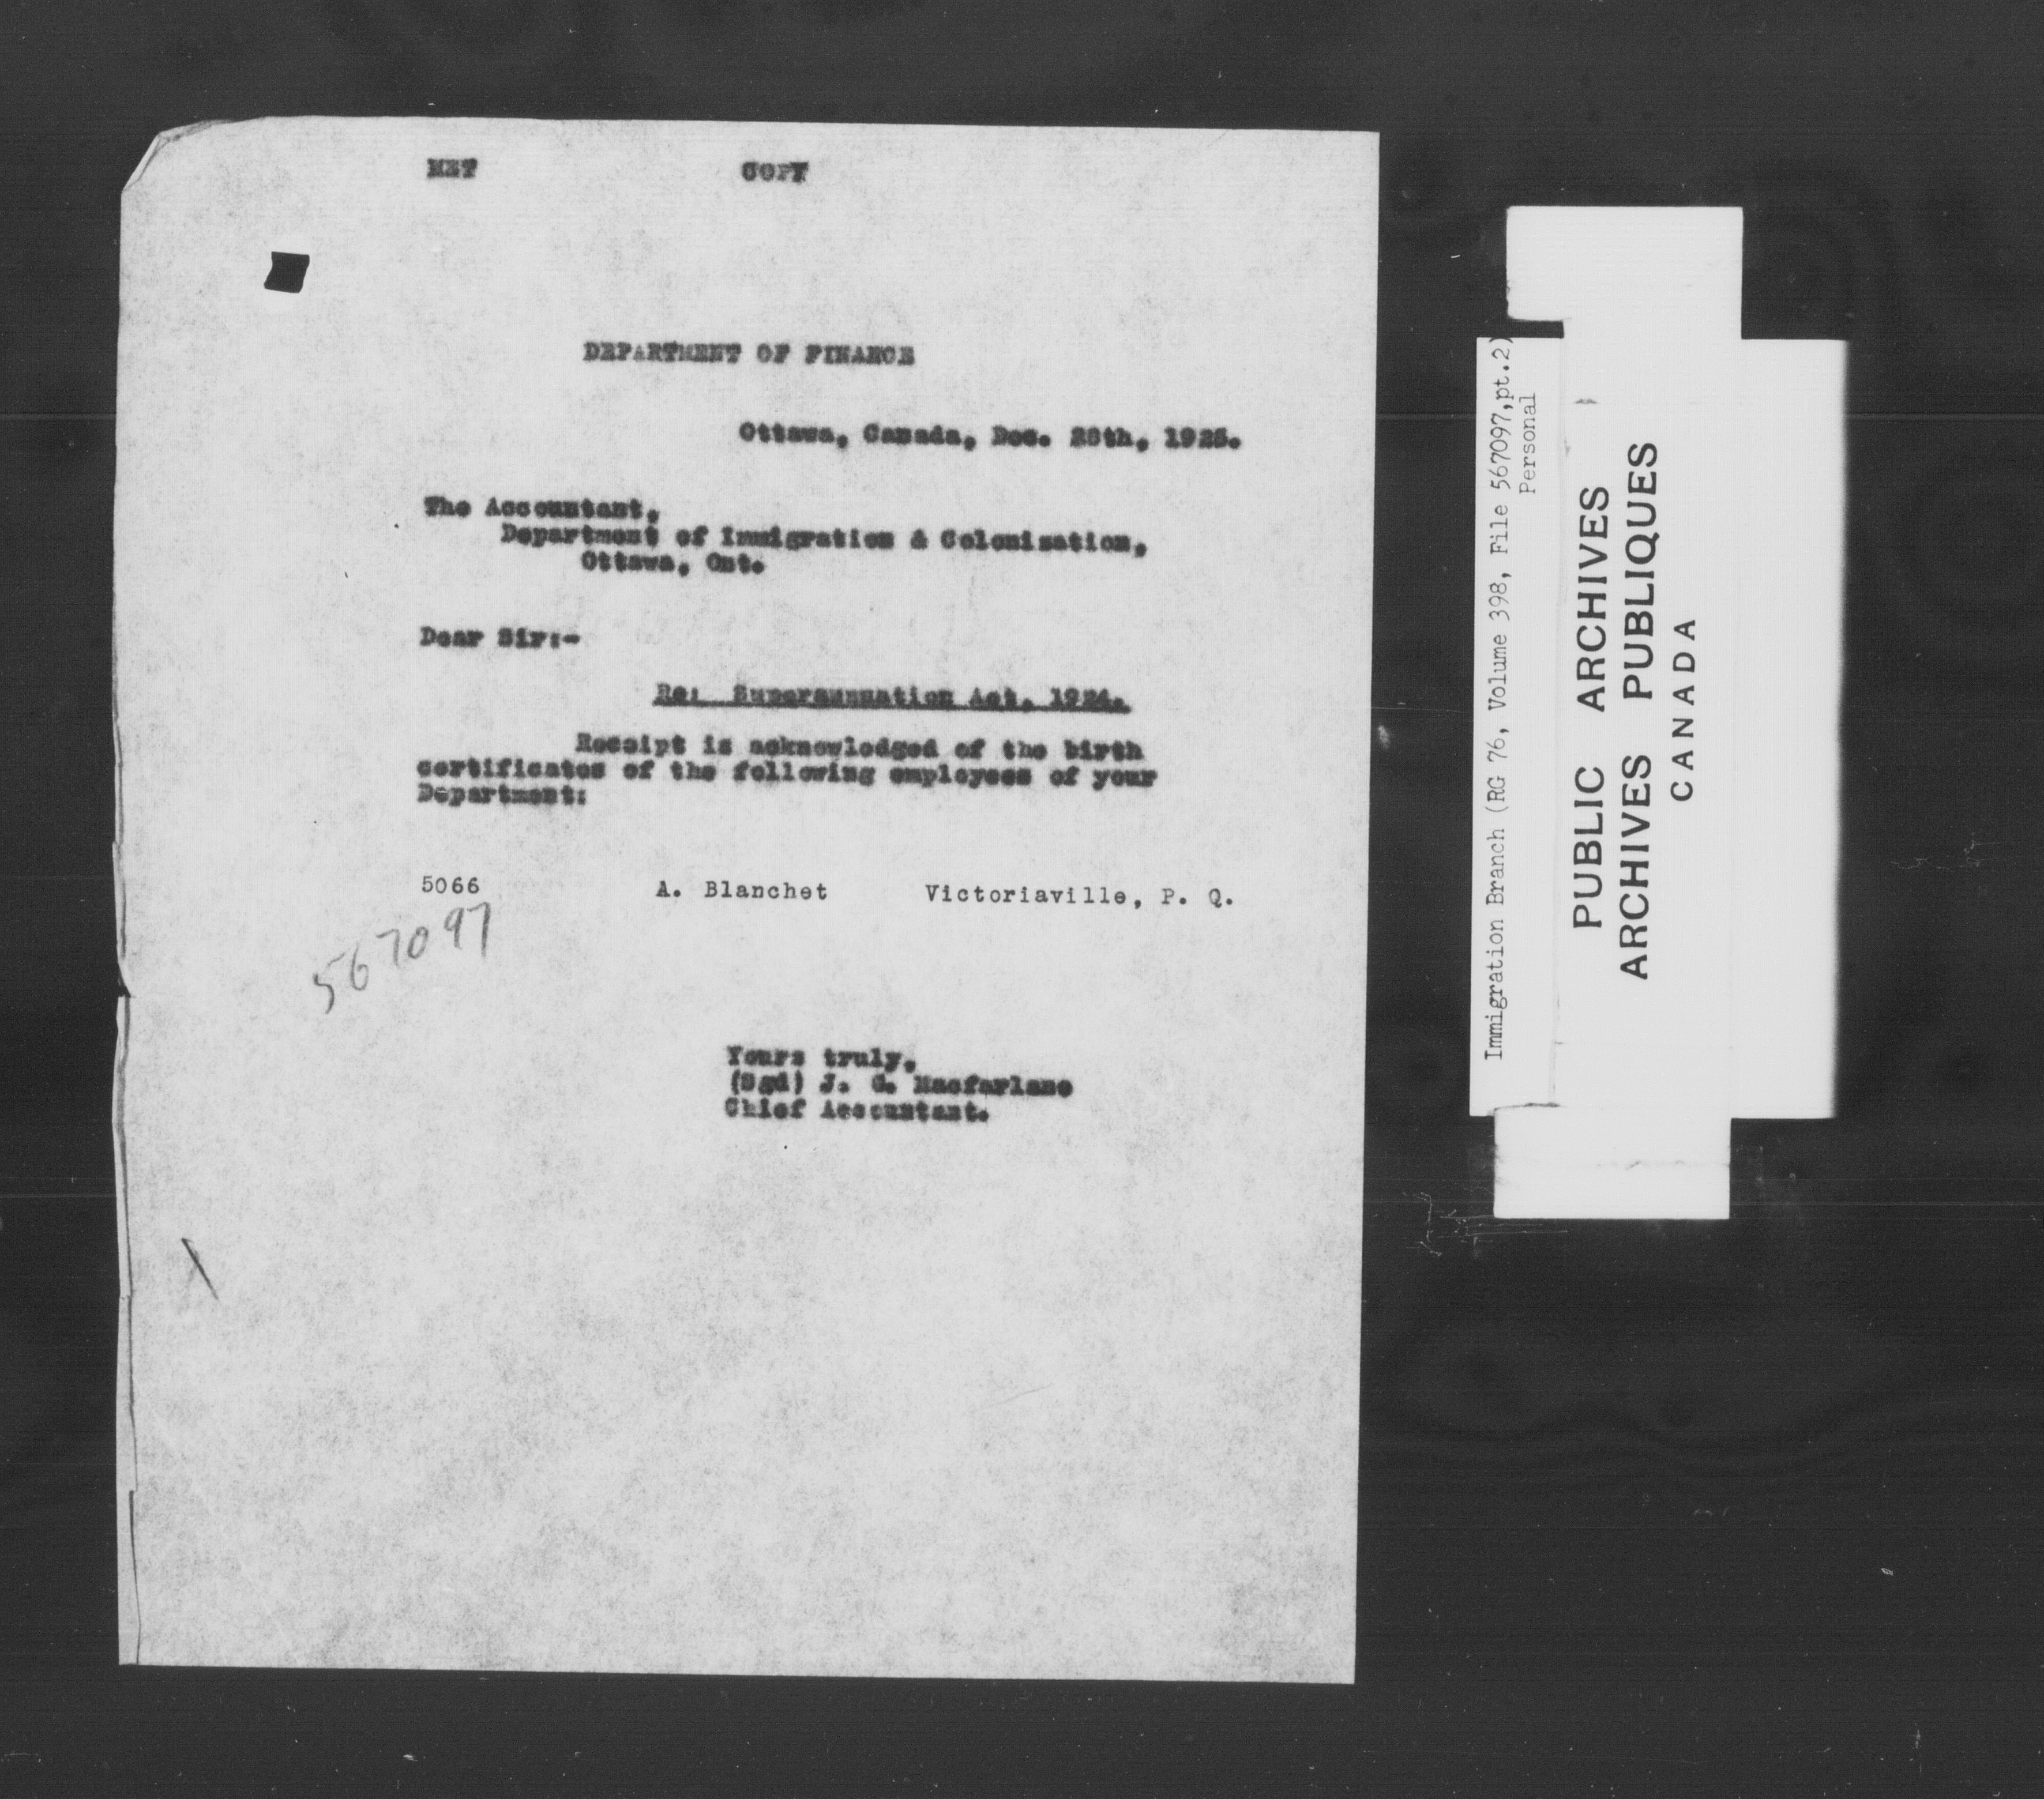 MET COPY
DEPARTMENT OF FINANCE
Ottawa, Canada, Dec. 28th, 1925.
The Accountant,
Department of Immigration & Colonization,
Ottawa, Ont.
Dear Sir:-
Re: Superannuation Act, 1924.
Receipt is acknowledged of the birth
certificates of the following employees of your
Department:
5066 A. Blanchet Victoriaville, P. Q.
567097
Yours truly,
(Sgd) J. C. Macfarlane
Chief Accountant.
Immigration Branch (RG 76, Volume 398, File 567097,pt.2)
Personal
PUBLIC ARCHIVES
ARCHIVES PUBLIQUES
CANADA